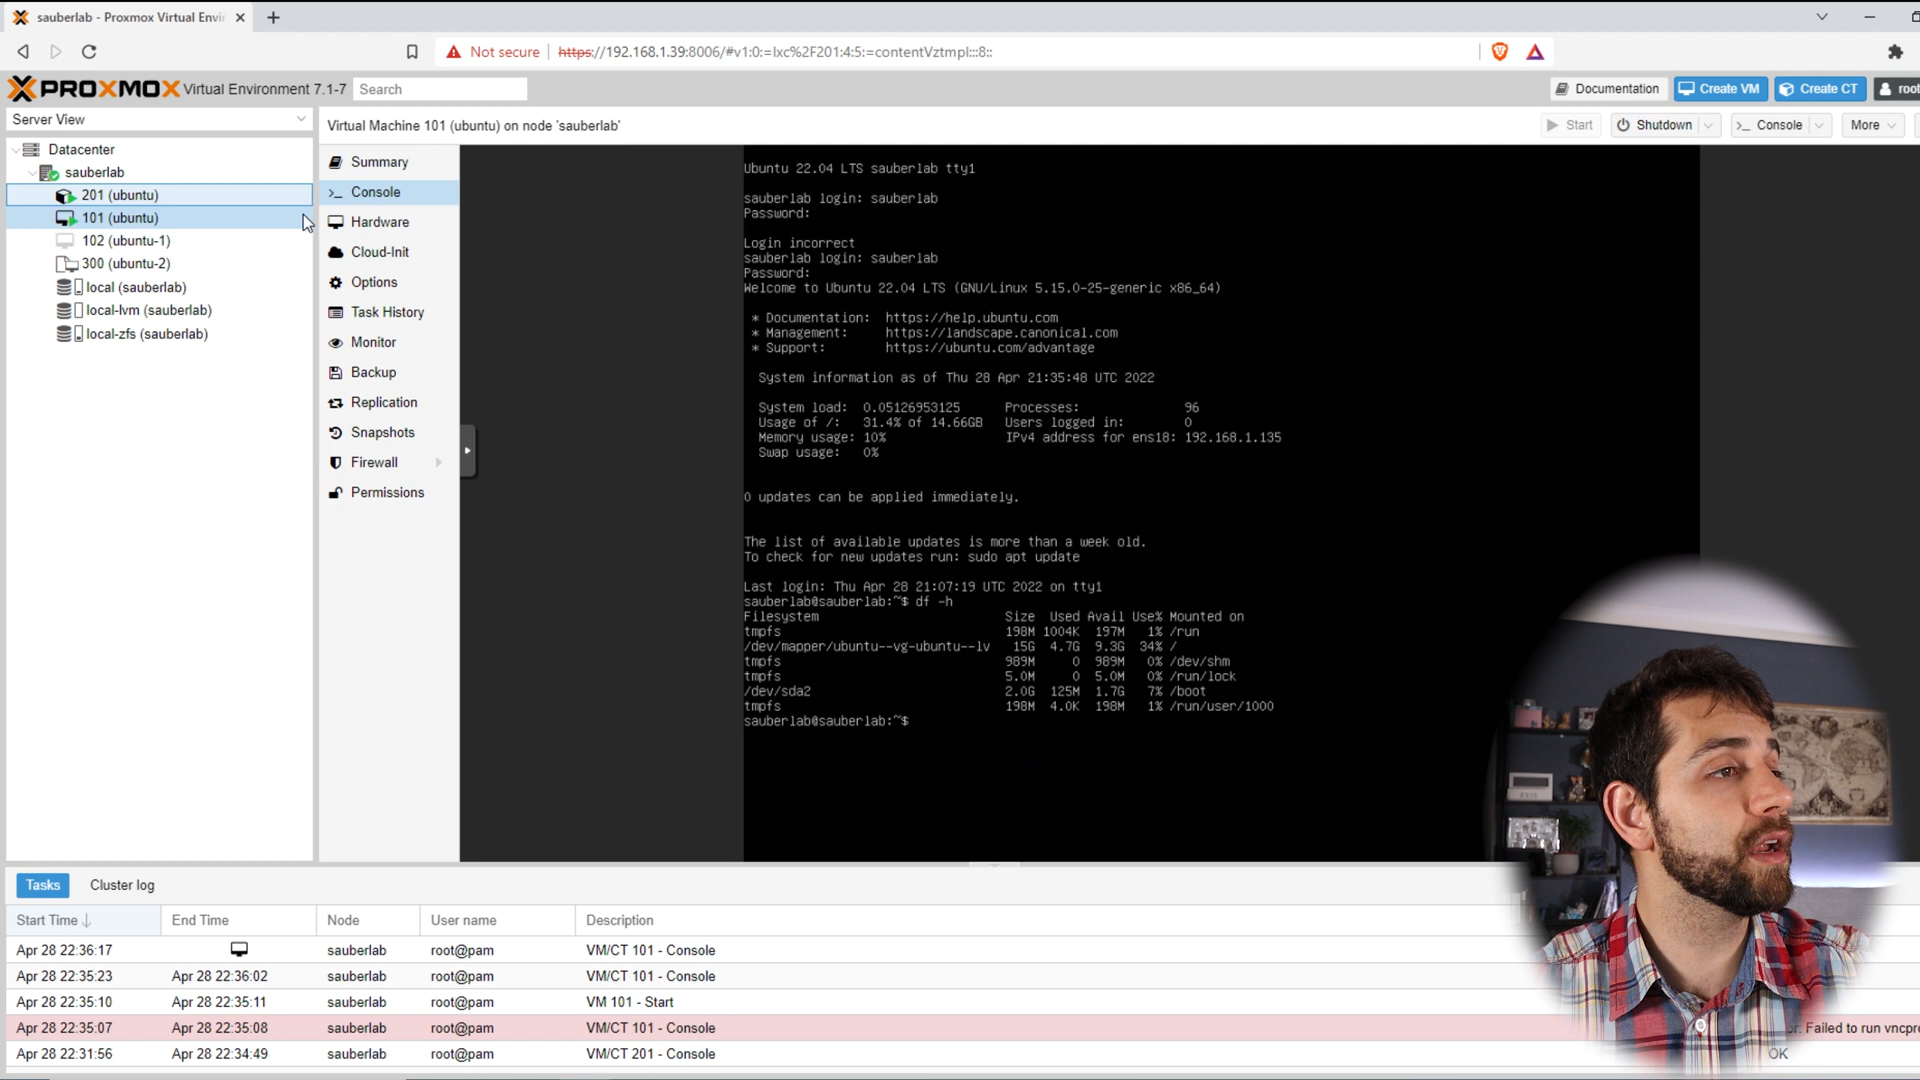 sauberlab - Proxmox Virtual Envir
Not secure
https://192.168.1.39:8006/#v1:0:=lxc%2F201:4:5:=contentVztmpl:::8::
PROXMOX Virtual Environment 7.1-7
Search
Documentation
Create VM
Create CT
root
Server View
Virtual Machine 101 (ubuntu) on node 'sauberlab'
Start
Shutdown
>_ Console
More
Datacenter
sauberlab
201 (ubuntu)
101 (ubuntu)
102 (ubuntu-1)
300 (ubuntu-2)
local (sauberlab)
local-lvm (sauberlab)
local-zfs (sauberlab)
Summary
>_ Console
Hardware
Cloud-Init
Options
Task History
Monitor
Backup
Replication
Snapshots
Firewall
Permissions
Ubuntu 22.04 LTS sauberlab tty1
sauberlab login: sauberlab
Password:
Login incorrect
sauberlab login: sauberlab
Password:
Welcome to Ubuntu 22.04 LTS (GNU/Linux 5.15.0-25-generic x86_64)
* Documentation: https://help.ubuntu.com
* Management: https://landscape.canonical.com
* Support: https://ubuntu.com/advantage
System information as of Thu 28 Apr 21:35:48 UTC 2022
System load: 0.05126953125 Processes: 96
Usage of /: 31.4% of 14.66GB Users logged in: 0
Memory usage: 10% IPv4 address for ens18: 192.168.1.135
Swap usage: 0%
0 updates can be applied immediately.
The list of available updates is more than a week old.
To check for new updates run: sudo apt update
Last login: Thu Apr 28 21:07:19 UTC 2022 on tty1
sauberlab@sauberlab:~$ df -h
Filesystem Size Used Avail Use% Mounted on
tmpfs 198M 1004K 197M 1% /run
/dev/mapper/ubuntu--vg-ubuntu--lv 15G 4.7G 9.3G 34% /
tmpfs 989M 0 989M 0% /dev/shm
tmpfs 5.0M 0 5.0M 0% /run/lock
/dev/sda2 2.0G 125M 1.7G 7% /boot
tmpfs 198M 4.0K 198M 1% /run/user/1000
sauberlab@sauberlab:~$
Tasks
Cluster log
Start Time End Time Node User name Description
Apr 28 22:36:17 sauberlab root@pam VM/CT 101 - Console
Apr 28 22:35:23 Apr 28 22:36:02 sauberlab root@pam VM/CT 101 - Console
Apr 28 22:35:10 Apr 28 22:35:11 sauberlab root@pam VM 101 - Start
Apr 28 22:35:07 Apr 28 22:35:08 sauberlab root@pam VM/CT 101 - Console r: Failed to run vncpro
Apr 28 22:31:56 Apr 28 22:34:49 sauberlab root@pam VM/CT 201 - Console OK